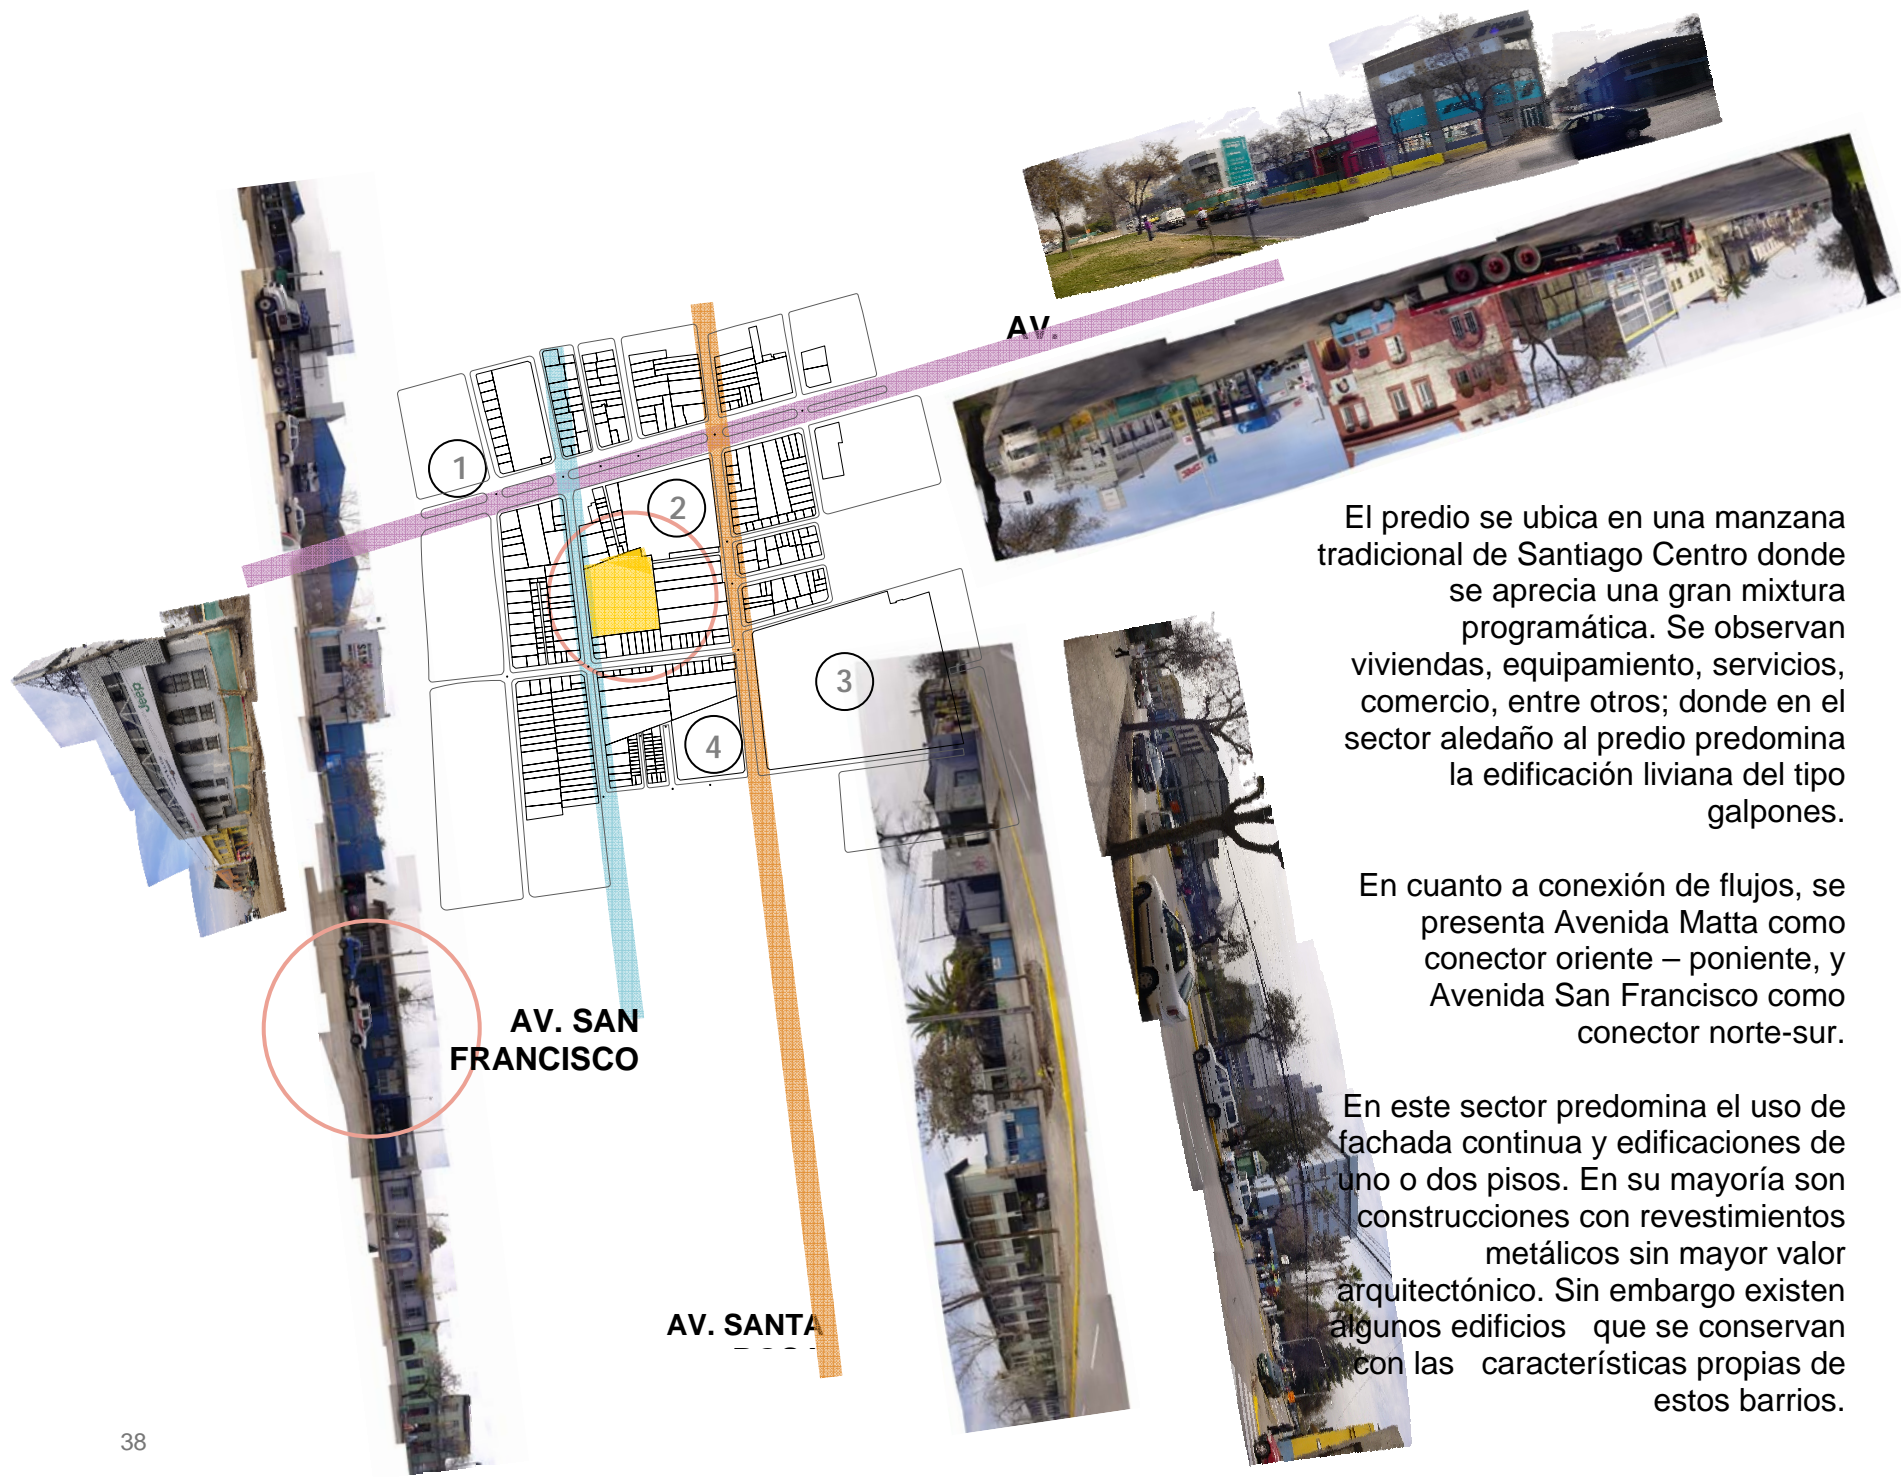 AV.
1
2
3
4
AV. SAN
FRANCISCO
AV. SANTA
El predio se ubica en una manzana
tradicional de Santiago Centro donde
se aprecia una gran mixtura
programática. Se observan
viviendas, equipamiento, servicios,
comercio, entre otros; donde en el
sector aledaño al predio predomina
la edificación liviana del tipo
galpones.
En cuanto a conexión de flujos, se
presenta Avenida Matta como
conector oriente – poniente, y
Avenida San Francisco como
conector norte-sur.
En este sector predomina el uso de
fachada continua y edificaciones de
uno o dos pisos. En su mayoría son
construcciones con revestimientos
metálicos sin mayor valor
arquitectónico. Sin embargo existen
algunos edificios   que se conservan
con las   características propias de
estos barrios.
38